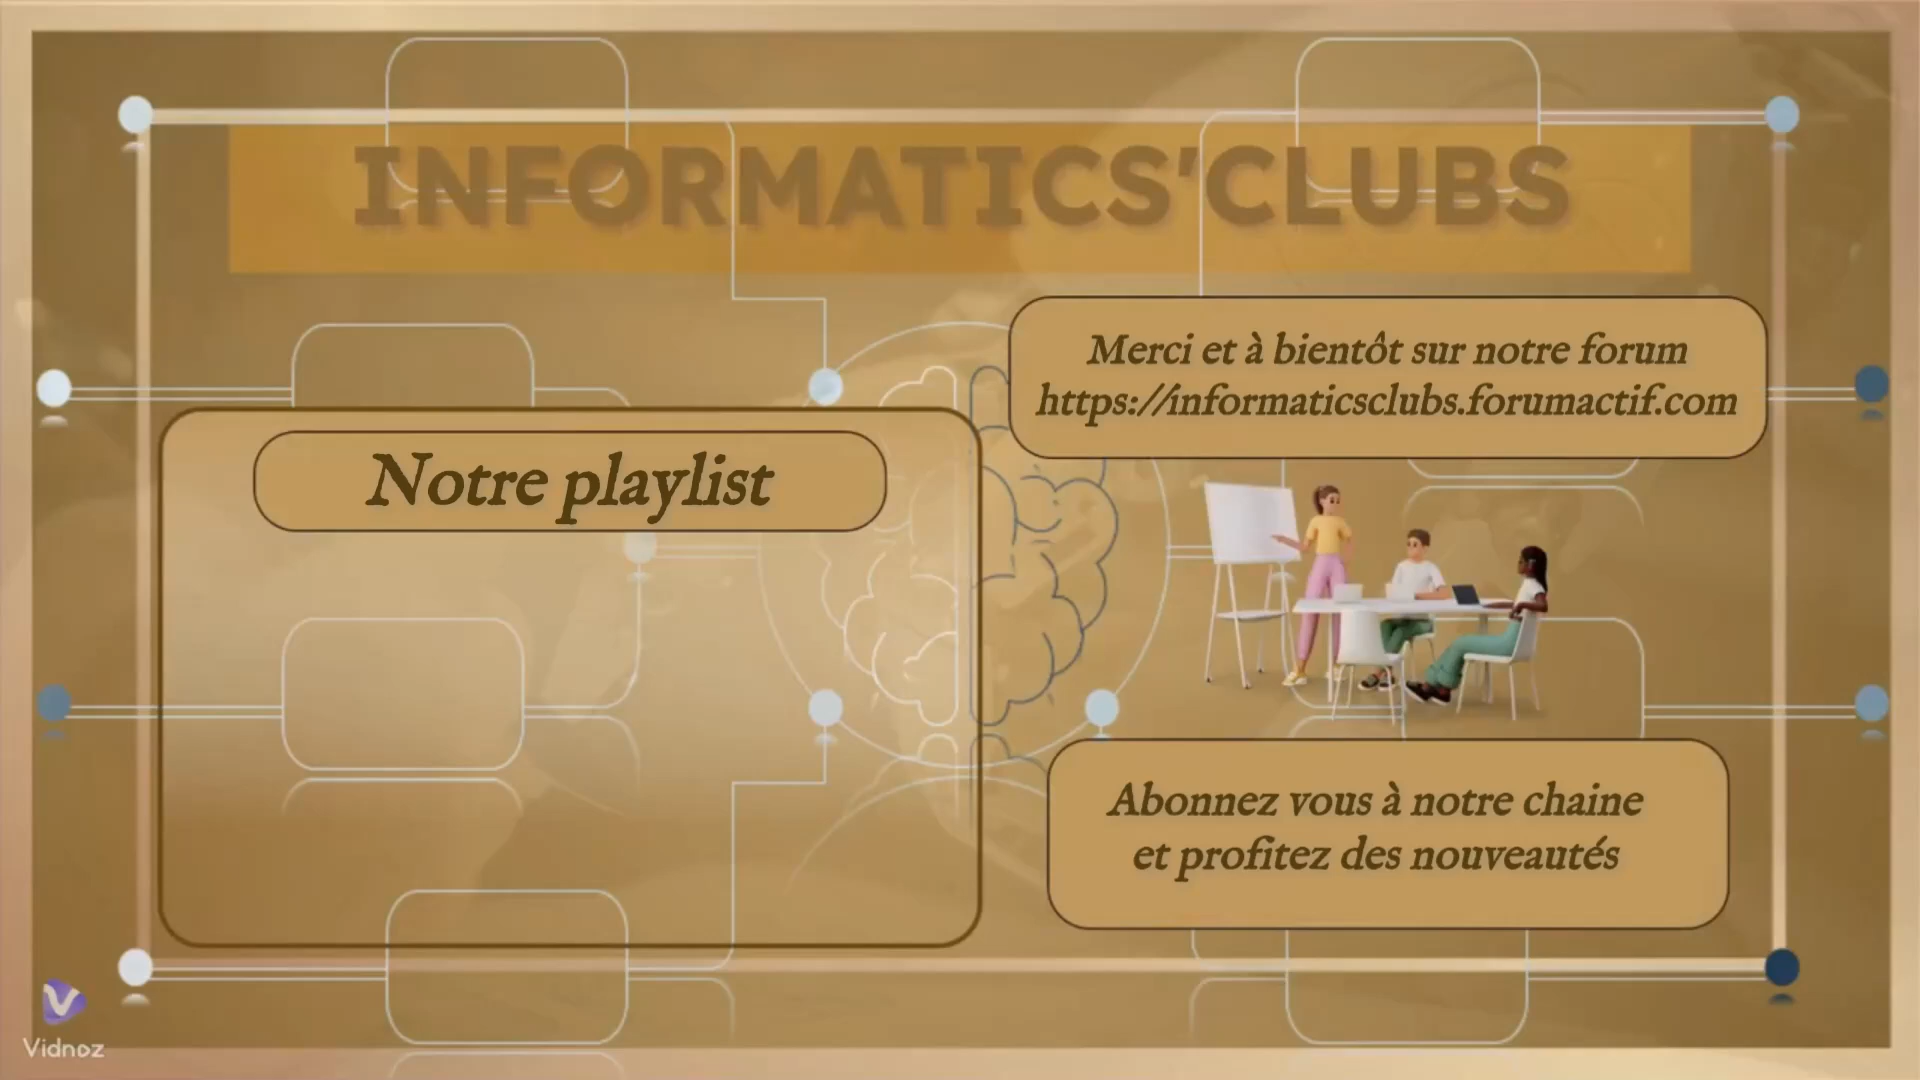 INFORMATICS'CLUBS
Merci et à bientôt sur notre forum
https://informaticsclubs.forumactif.com
Notre playlist
Abonnez vous à notre chaine
et profitez des nouveautés
Vidnoz